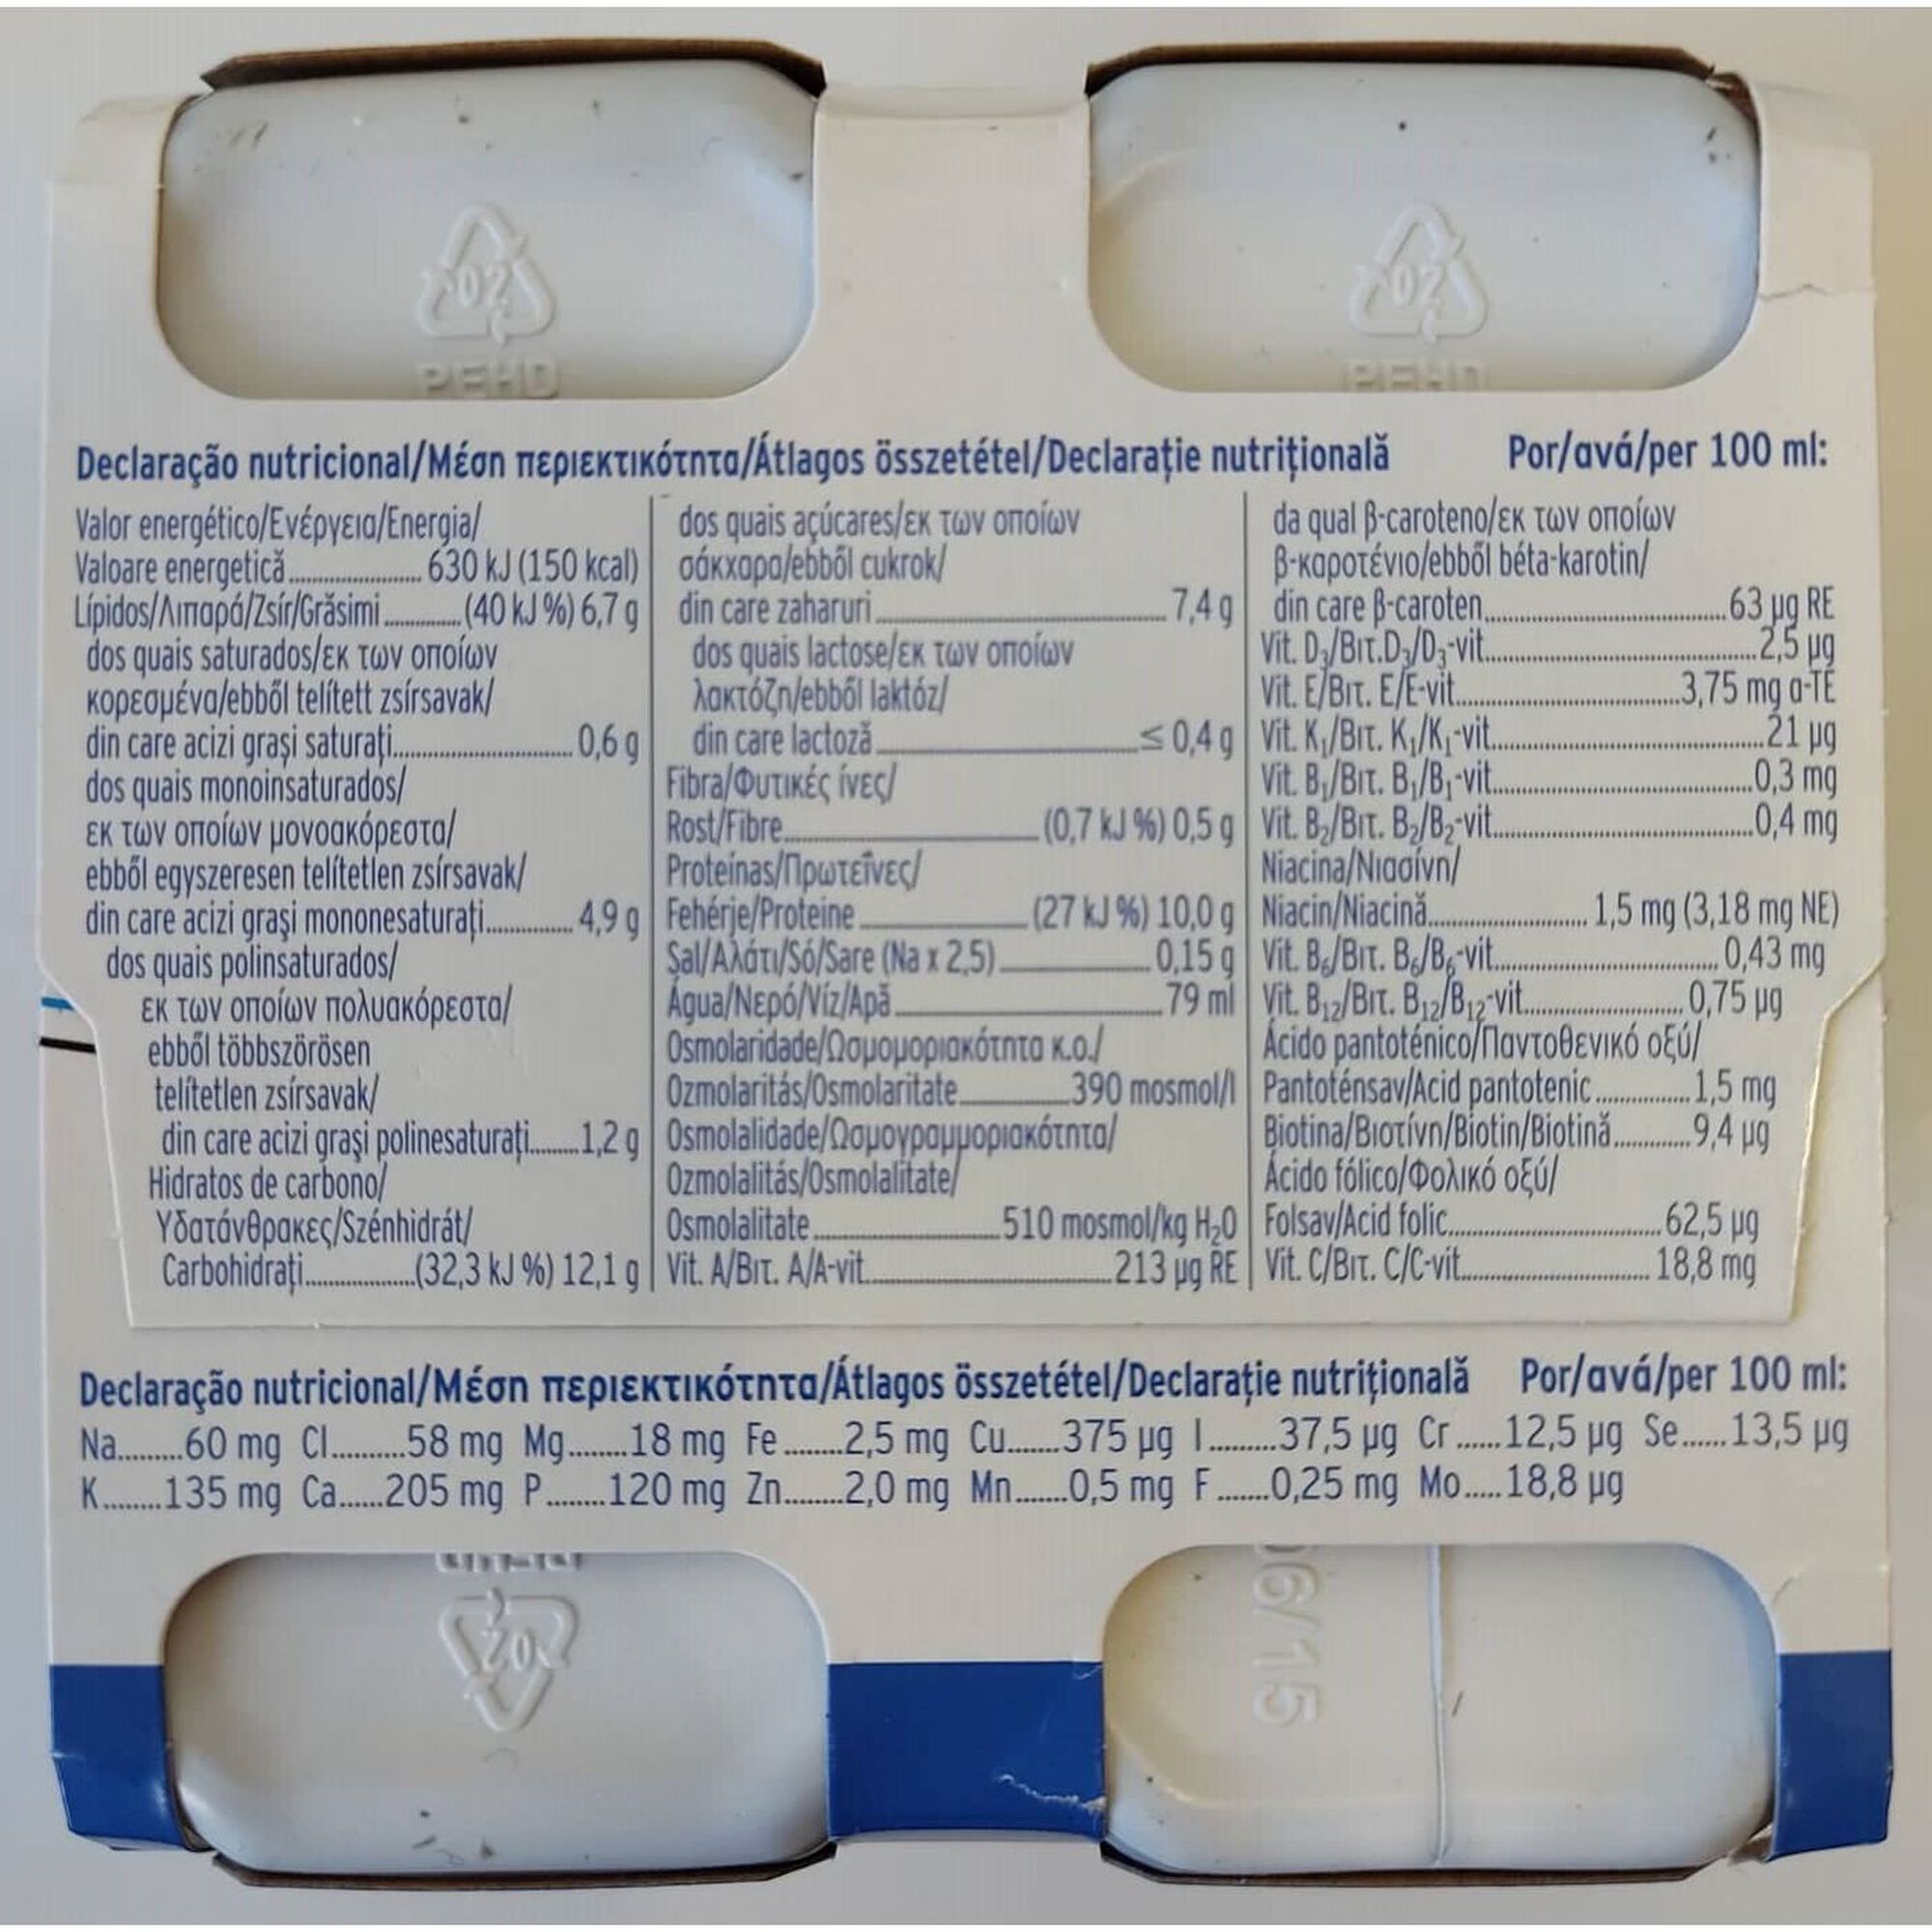 02
PEHD
02
PEHD
Declaração nutricional/Μέση περιεκτικότητα/Átlagos összetétel/Declarație nutrițională Por/ανά/per 100 ml:
Valor energético/Ενέργεια/Energia/
Valoare energetică.......... 630 kJ (150 kcal)
Lípidos/Λιπαρά/Zsír/Grăsimi..........(40 kJ %) 6,7 g
dos quais saturados/εκ των οποίων
κορεσμένα/ebből telített zsírsavak/
din care acizi grași saturați.......... 0,6 g
dos quais monoinsaturados/
εκ των οποίων μονοακόρεστα/
ebből egyszeresen telítetlen zsírsavak/
din care acizi grași mononesaturați.......... 4,9 g
dos quais polinsaturados/
εκ των οποίων πολυακόρεστα/
ebből többszörösen
telítetlen zsírsavak/
din care acizi grași polinesaturați..........1,2 g
Hidratos de carbono/
Υδατάνθρακες/Szénhidrát/
Carbohidrați..........(32,3 kJ %) 12,1 g
dos quais açúcares/εκ των οποίων
σάκχαρα/ebből cukrok/
din care zaharuri.......... 7,4 g
dos quais lactose/εκ των οποίων
λακτόζη/ebből laktóz/
din care lactoză..........≤ 0,4 g
Fibra/Φυτικές ίνες/
Rost/Fibre..........(0,7 kJ %) 0,5 g
Proteínas/Πρωτεΐνες/
Fehérje/Proteine..........(27 kJ %) 10,0 g
Sal/Αλάτι/Só/Sare (Na x 2,5)..........0,15 g
Água/Νερό/Víz/Apă..........79 ml
Osmolaridade/Ωσμωμοριακότητα κ.ο./
Ozmolaritás/Osmolaritate..........390 mosmol/l
Osmolalidade/Ωσμωγραμμοριακότητα/
Ozmolalitás/Osmolalitate/
Osmolalitate..........510 mosmol/kg H₂O
Vit. A/Βιτ. A/A-vit..........213 µg RE
da qual β-caroteno/εκ των οποίων
β-καροτένιο/ebből béta-karotin/
din care β-caroten..........63 µg RE
Vit. D₃/Βιτ.D₃/D₃-vit..........2,5 µg
Vit. E/Βιτ. E/E-vit..........3,75 mg α-TE
Vit. K₁/Βιτ. K₁/K₁-vit..........21 µg
Vit. B₁/Βιτ. B₁/B₁-vit..........0,3 mg
Vit. B₂/Βιτ. B₂/B₂-vit..........0,4 mg
Niacina/Νιασίνη/
Niacin/Niacină.......... 1,5 mg (3,18 mg NE)
Vit. B₆/Βιτ. B₆/B₆-vit..........0,43 mg
Vit. B₁₂/Βιτ. B₁₂/B₁₂-vit..........0,75 µg
Ácido pantoténico/Παντοθενικό οξύ/
Pantoténsav/Acid pantotenic..........1,5 mg
Biotina/Βιοτίνη/Biotin/Biotină..........9,4 µg
Ácido fólico/Φολικό οξύ/
Folsav/Acid folic..........62,5 µg
Vit. C/Βιτ. C/C-vit..........18,8 mg
Declaração nutricional/Μέση περιεκτικότητα/Átlagos összetétel/Declarație nutrițională Por/ανά/per 100 ml:
Na.........60 mg Cl..........58 mg Mg........18 mg Fe ........2,5 mg Cu.......375 µg I..........37,5 µg Cr ......12,5 µg Se......13,5 µg
K........135 mg Ca......205 mg P........120 mg Zn........2,0 mg Mn.......0,5 mg F .......0,25 mg Mo.....18,8 µg
02
06/15